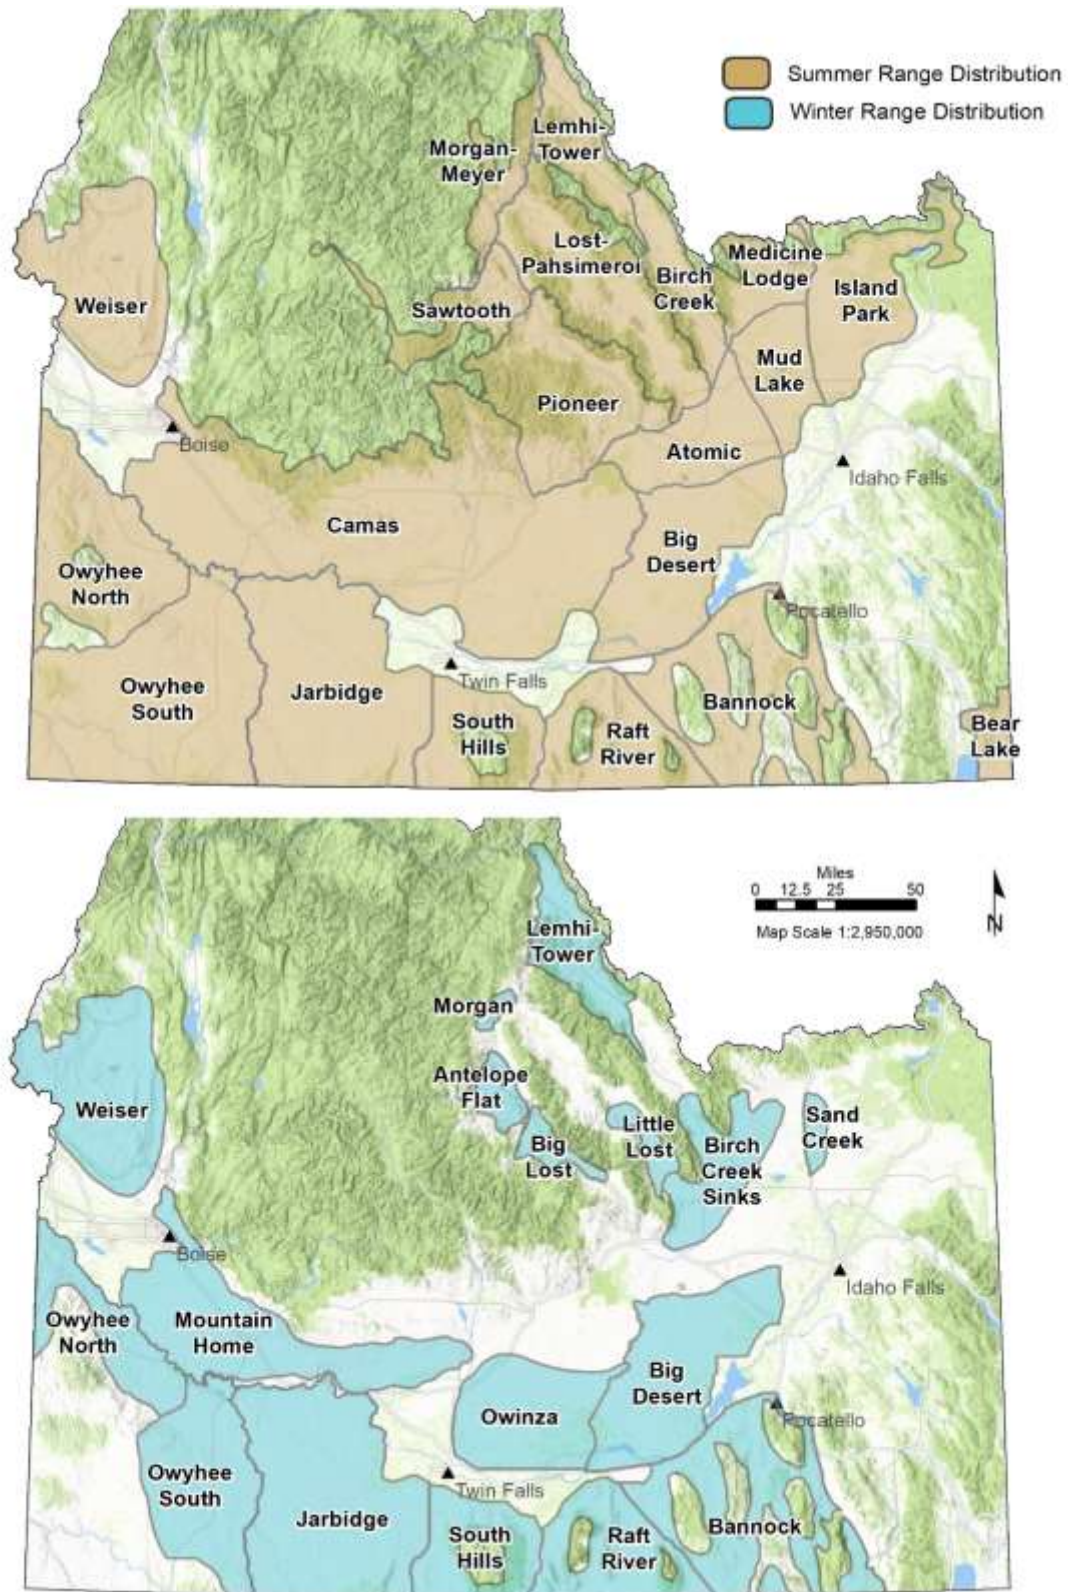 Summer Range Distribution
Winter Range Distribution
Lemhi-
Tower
Morgan-
Meyer
Lost-
Pahsimeroi
Medicine
Lodge
Birch
Creek
Island
Park
Weiser
Sawtooth
Mud
Lake
Pioneer
Boise
Atomic
Idaho Falls
Camas
Big
Desert
Owyhee
North
Pocatello
Twin Falls
Owyhee
South
Jarbidge
Bannock
South
Hills
Raft
River
Bear
Lake
Miles
0 12.5 25 50
Map Scale 1:2,950,000
N
Lemhi-
Tower
Morgan
Antelope
Flat
Weiser
Big
Lost
Little
Lost
Birch
Creek
Sinks
Sand
Creek
Boise
Idaho Falls
Owyhee
North
Mountain
Home
Big
Desert
Owinza
Pocatello
Owyhee
South
Twin Falls
Jarbidge
South
Hills
Raft
River
Bannock